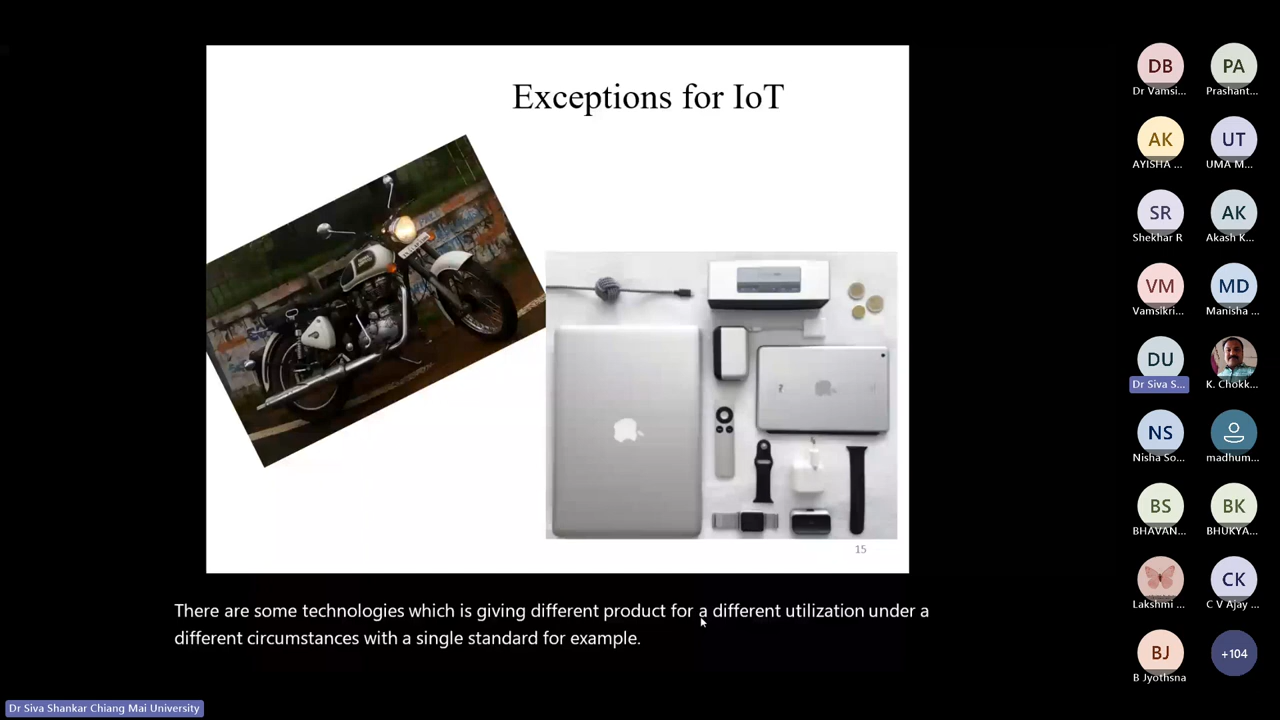 Exceptions for IoT
15
There are some technologies which is giving different product for a different utilization under a
different circumstances with a single standard for example.
Dr Siva Shankar Chiang Mai University
DB
Dr Vamsi...
PA
Prashant...
AK
AYISHA ...
UT
UMA M...
SR
Shekhar R
AK
Akash K...
VM
Vamsikri...
MD
Manisha ...
DU
Dr Siva S...
K. Chokk...
NS
Nisha So...
madhum...
BS
BHAVAN...
BK
BHUKYA...
Lakshmi ...
CK
C V Ajay ...
BJ
B Jyothsna
+104